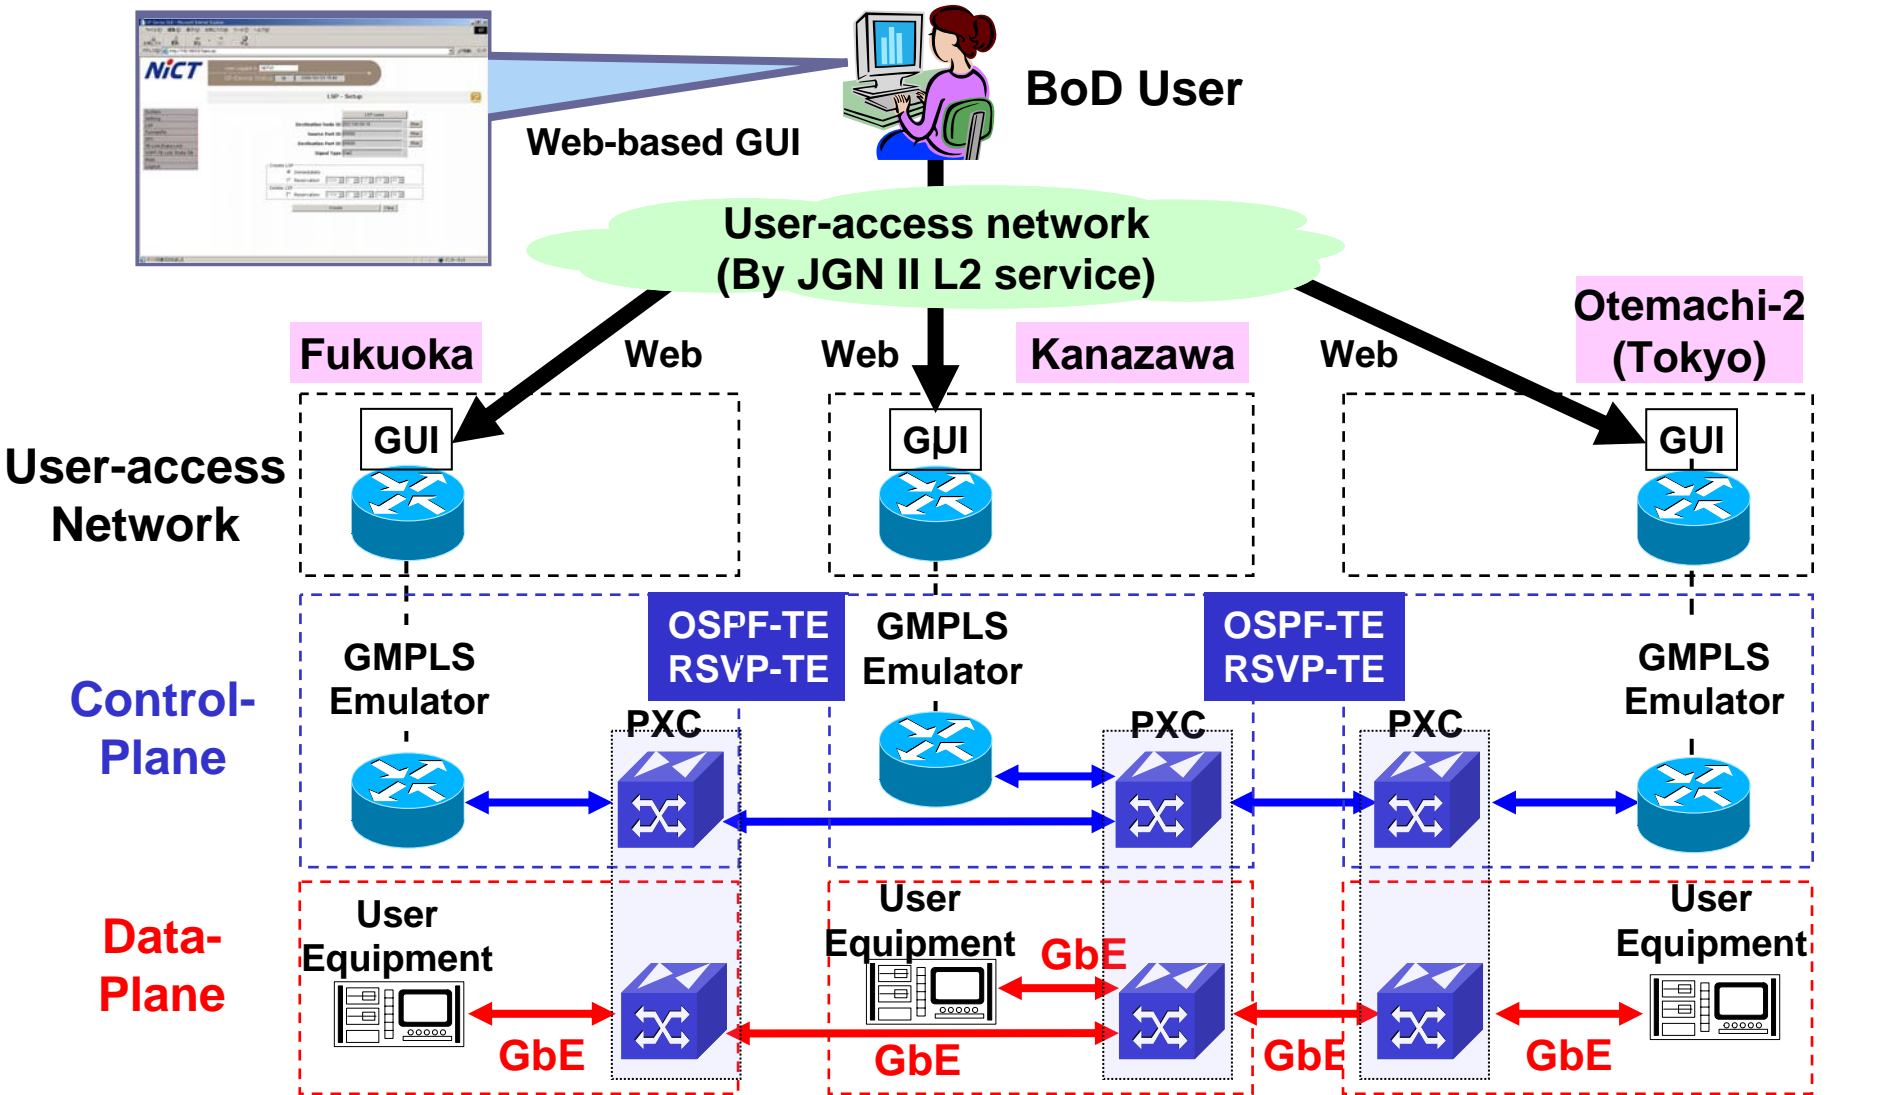 NiCT
LSP - Setup
Web-based GUI
BoD User
User-access network
(By JGN II L2 service)
Fukuoka
Web
Web
Kanazawa
Web
Otemachi-2
(Tokyo)
User-access
Network
GUI
GUI
GUI
Control-
Plane
GMPLS
Emulator
OSPF-TE
RSVP-TE
GMPLS
Emulator
OSPF-TE
RSVP-TE
GMPLS
Emulator
PXC
PXC
PXC
Data-
Plane
User
Equipment
User
Equipment
User
Equipment
GbE
GbE
GbE
GbE
GbE